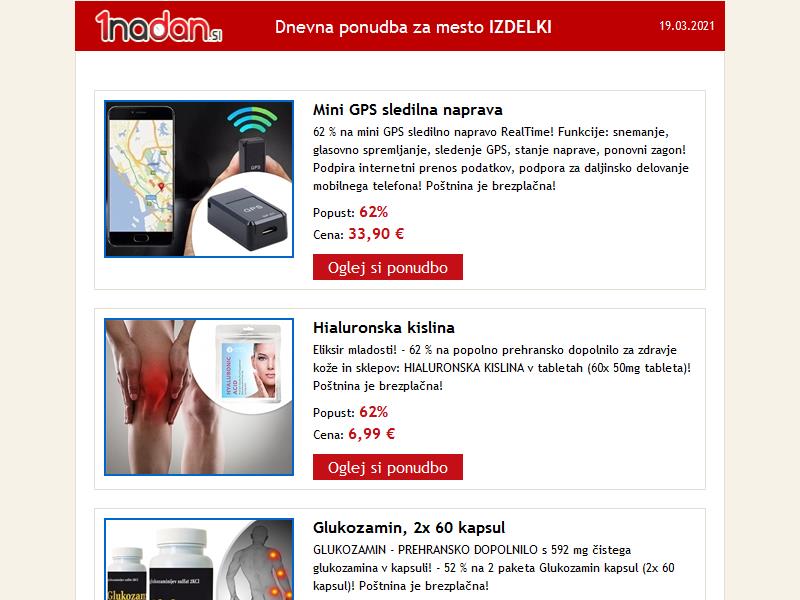 1nadan.si
Dnevna ponudba za mesto IZDELKI
19.03.2021
Mini GPS sledilna naprava
62 % na mini GPS sledilno napravo RealTime! Funkcije: snemanje,
glasovno spremljanje, sledenje GPS, stanje naprave, ponovni zagon!
Podpira internetni prenos podatkov, podpora za daljinsko delovanje
mobilnega telefona! Poštnina je brezplačna!
Popust: 62%
Cena: 33,90 €
Oglej si ponudbo
GPS
GPS
Hialuronska kislina
Eliksir mladosti! - 62 % na popolno prehransko dopolnilo za zdravje
kože in sklepov: HIALURONSKA KISLINA v tabletah (60x 50mg tableta)!
Poštnina je brezplačna!
Popust: 62%
Cena: 6,99 €
Oglej si ponudbo
HYALURONIC
ACID
Glukozamin, 2x 60 kapsul
GLUKOZAMIN - PREHRANSKO DOPOLNILO s 592 mg čistega
glukozamina v kapsuli! - 52 % na 2 paketa Glukozamin kapsul (2x 60
kapsul)! Poštnina je brezplačna!